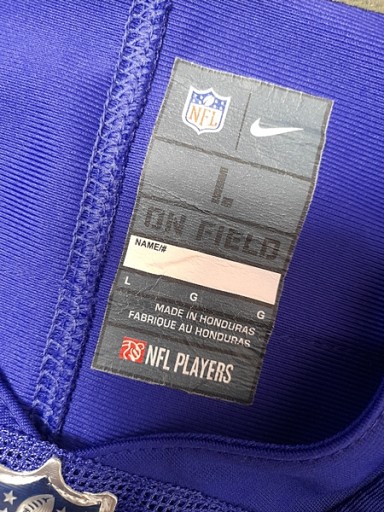 NFL
L
ON FIELD
NAME/#
L G G
MADE IN HONDURAS
FABRIQUE AU HONDURAS
NFL PLAYERS